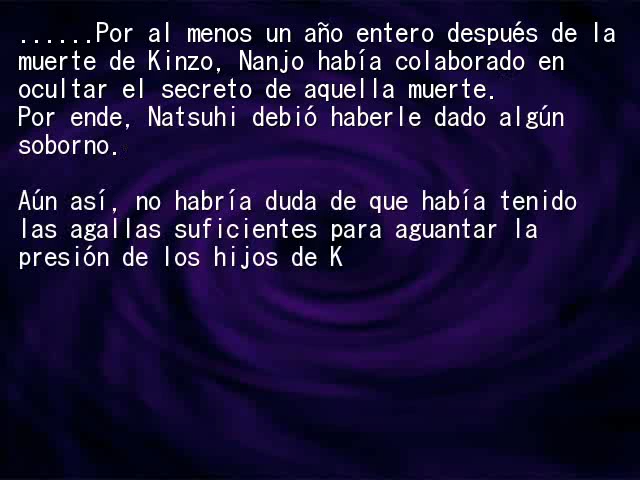 ......Por al menos un año entero después de la
muerte de Kinzo, Nanjo había colaborado en
ocultar el secreto de aquella muerte.
Por ende, Natsuhi debió haberle dado algún
soborno.
Aún así, no habría duda de que había tenido
las agallas suficientes para aguantar la
presión de los hijos de K